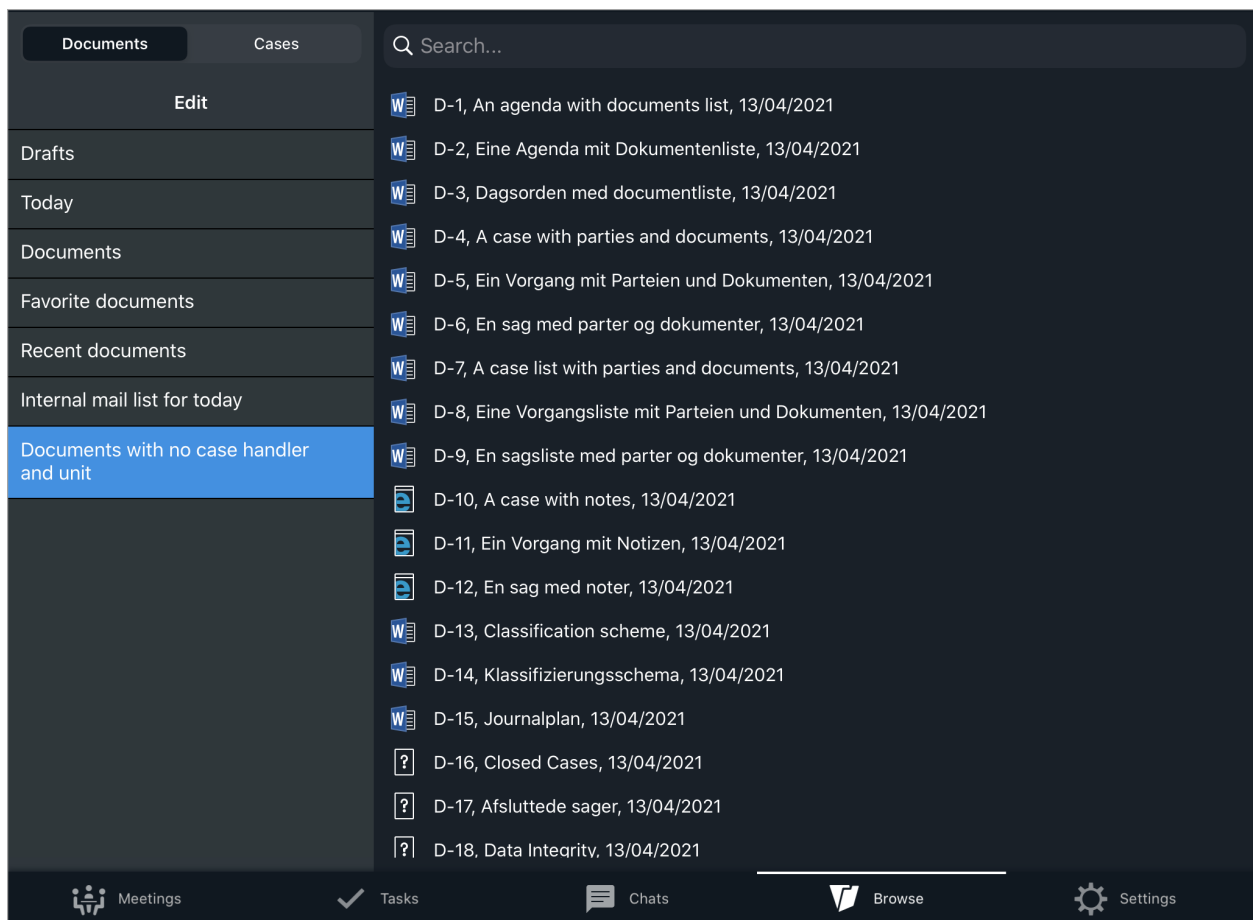 Documents
Cases
Edit
Drafts
Today
Documents
Favorite documents
Recent documents
Internal mail list for today
Documents with no case handler
and unit
Search...
D-1, An agenda with documents list, 13/04/2021
D-2, Eine Agenda mit Dokumentenliste, 13/04/2021
D-3, Dagsorden med documentliste, 13/04/2021
D-4, A case with parties and documents, 13/04/2021
D-5, Ein Vorgang mit Parteien und Dokumenten, 13/04/2021
D-6, En sag med parter og dokumenter, 13/04/2021
D-7, A case list with parties and documents, 13/04/2021
D-8, Eine Vorgangsliste mit Parteien und Dokumenten, 13/04/2021
D-9, En sagsliste med parter og dokumenter, 13/04/2021
D-10, A case with notes, 13/04/2021
D-11, Ein Vorgang mit Notizen, 13/04/2021
D-12, En sag med noter, 13/04/2021
D-13, Classification scheme, 13/04/2021
D-14, Klassifizierungsschema, 13/04/2021
D-15, Journalplan, 13/04/2021
D-16, Closed Cases, 13/04/2021
D-17, Afsluttede sager, 13/04/2021
D-18, Data Integrity, 13/04/2021
Meetings
Tasks
Chats
Browse
Settings